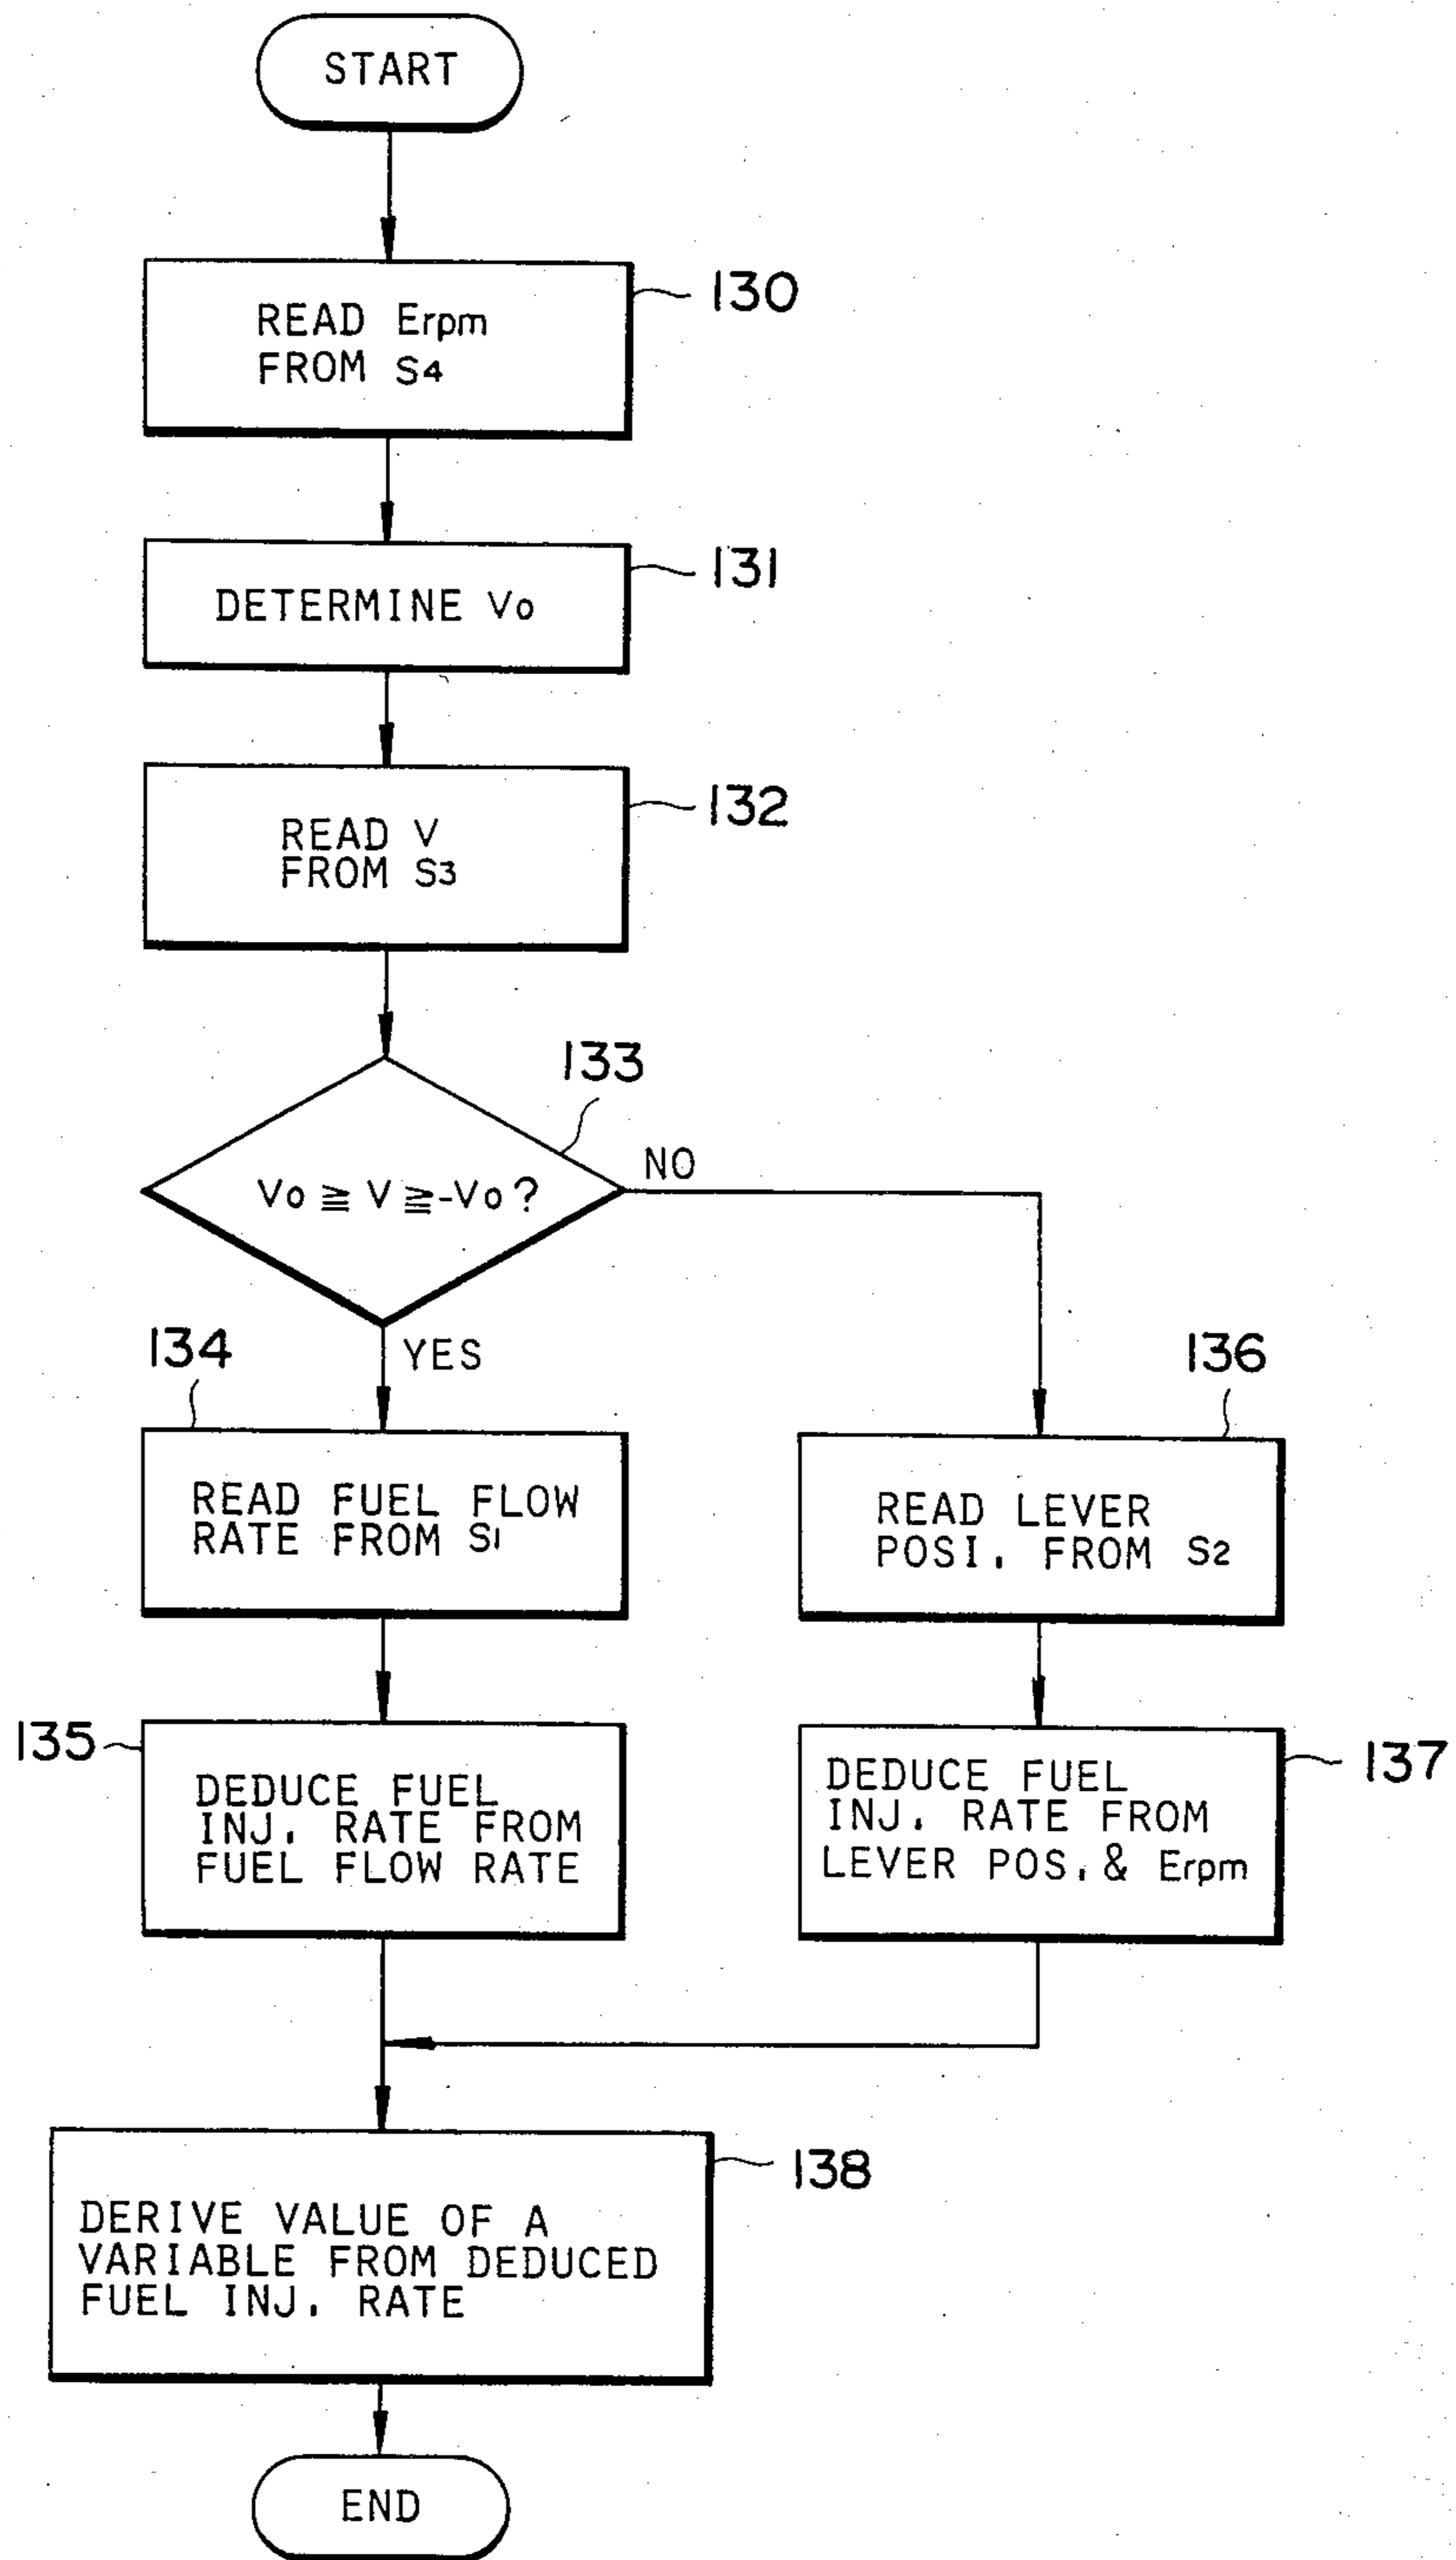 START
READ Erpm
FROM S4
130
DETERMINE Vo
131
READ V
FROM S3
132
133
Vo ≧ V ≧ -Vo ?
NO
YES
134
READ FUEL FLOW
RATE FROM S1
136
READ LEVER
POSI. FROM S2
135
DEDUCE FUEL
INJ. RATE FROM
FUEL FLOW RATE
DEDUCE FUEL
INJ. RATE FROM
LEVER POS. & Erpm
137
138
DERIVE VALUE OF A
VARIABLE FROM DEDUCED
FUEL INJ. RATE
END